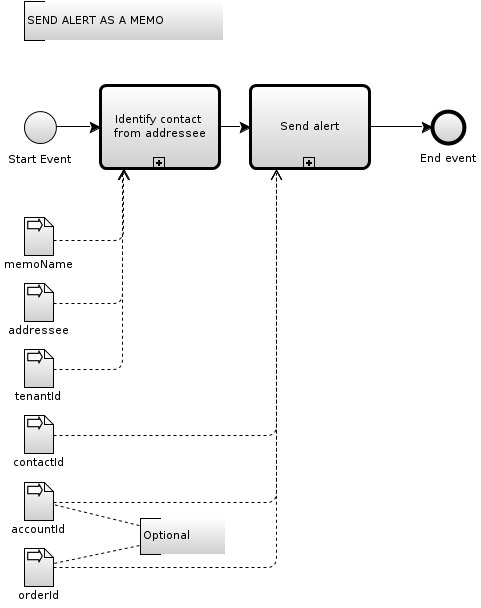 SEND ALERT AS A MEMO
Identify contact
from addressee
Send alert
Start Event
End event
memoName
addressee
tenantId
contactId
accountId
Optional
orderId